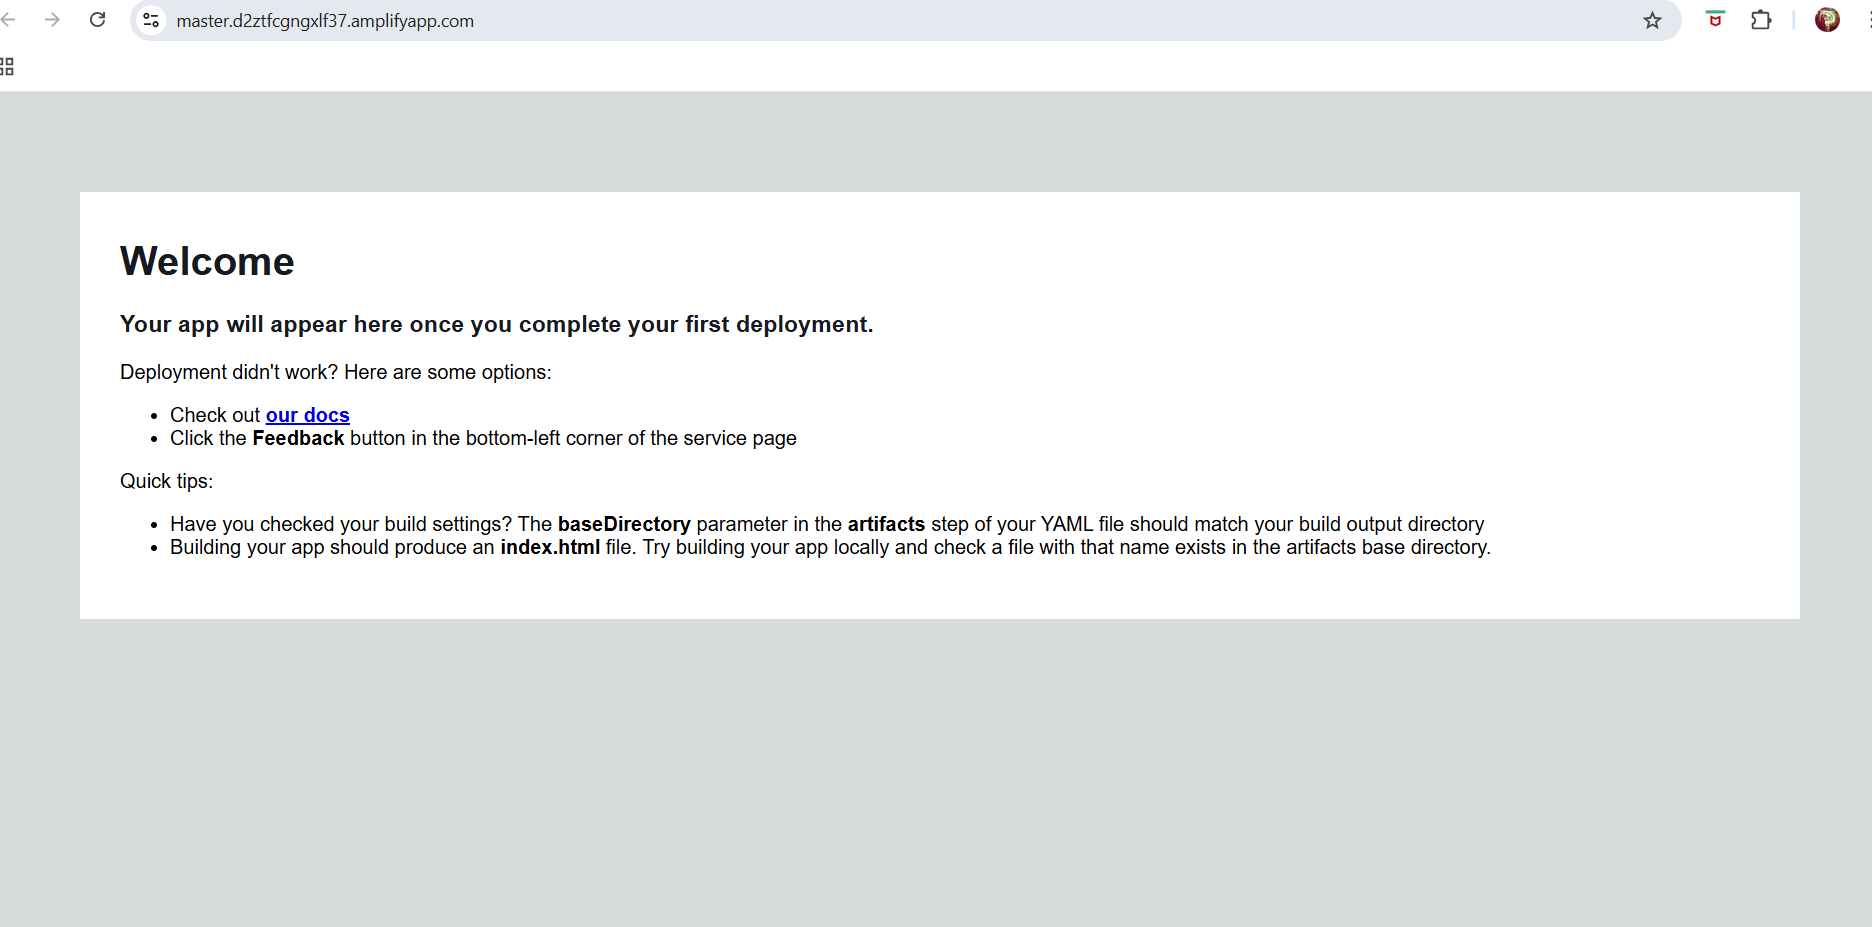 master.d2ztfcgngxlf37.amplifyapp.com
Welcome
Your app will appear here once you complete your first deployment.
Deployment didn't work? Here are some options:
Check out our docs
Click the Feedback button in the bottom-left corner of the service page
Quick tips:
Have you checked your build settings? The baseDirectory parameter in the artifacts step of your YAML file should match your build output directory
Building your app should produce an index.html file. Try building your app locally and check a file with that name exists in the artifacts base directory.